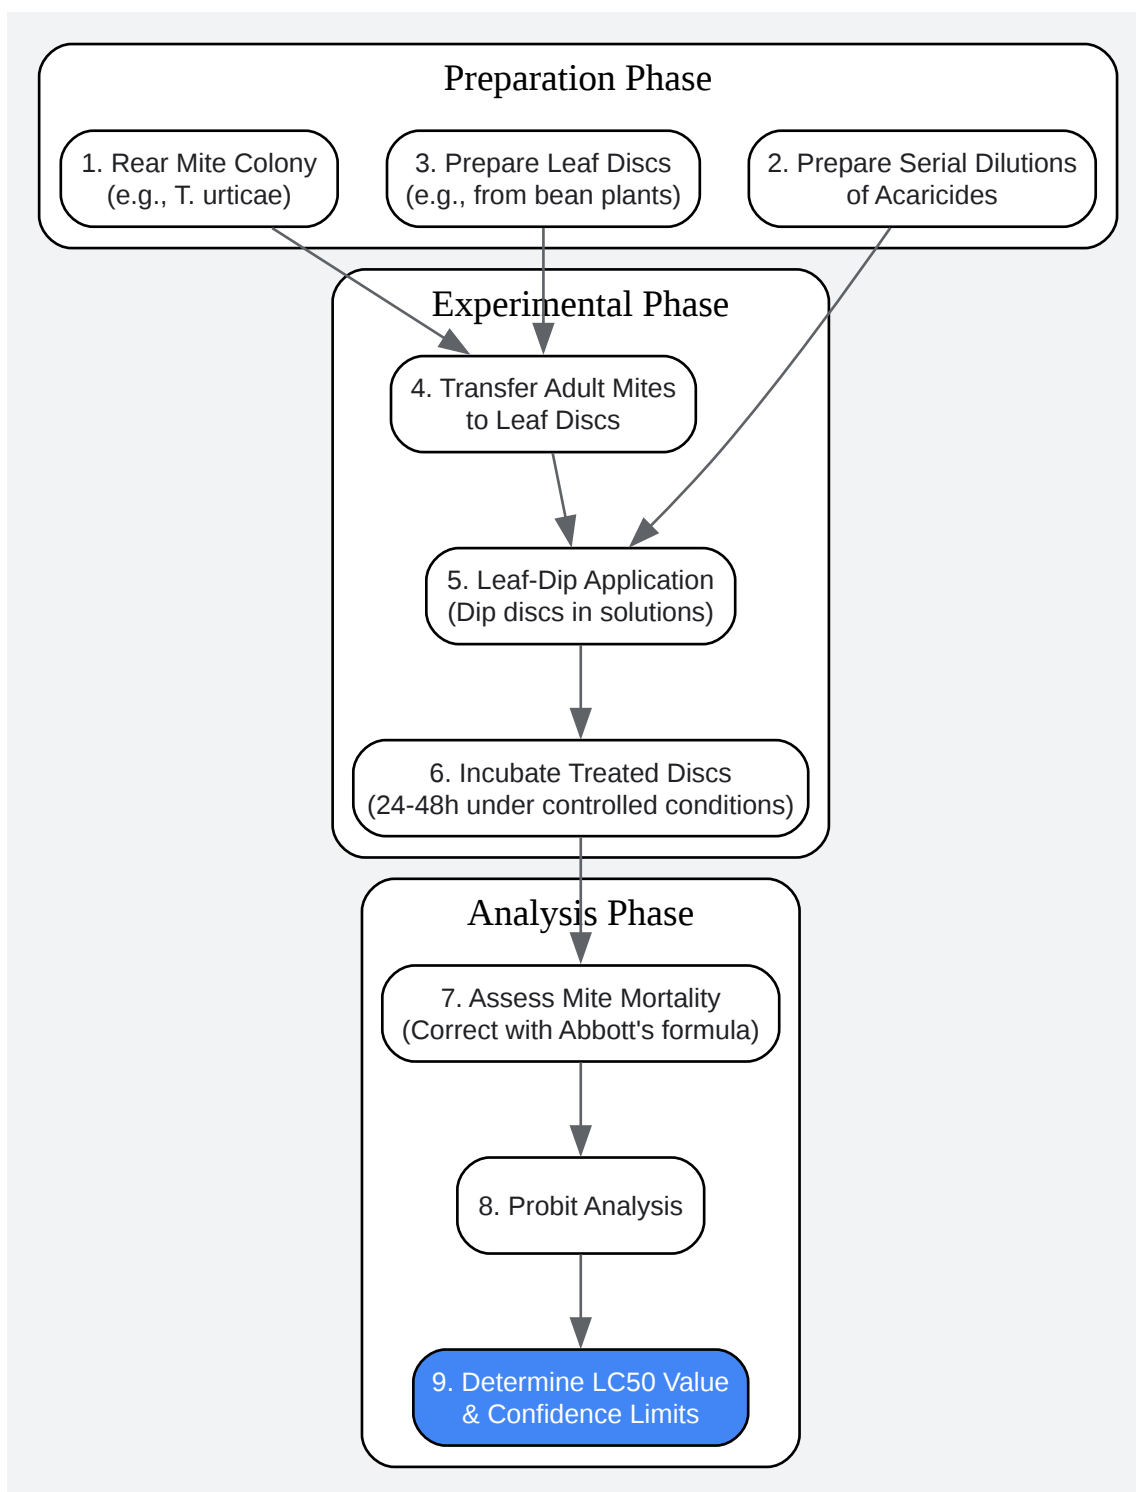 Preparation Phase
1. Rear Mite Colony
(e.g., T. urticae)
3. Prepare Leaf Discs
(e.g., from bean plants)
2. Prepare Serial Dilutions
of Acaricides
Experimental Phase
4. Transfer Adult Mites
to Leaf Discs
5. Leaf-Dip Application
(Dip discs in solutions)
6. Incubate Treated Discs
(24-48h under controlled conditions)
Analysis Phase
7. Assess Mite Mortality
(Correct with Abbott's formula)
8. Probit Analysis
9. Determine LC50 Value
& Confidence Limits